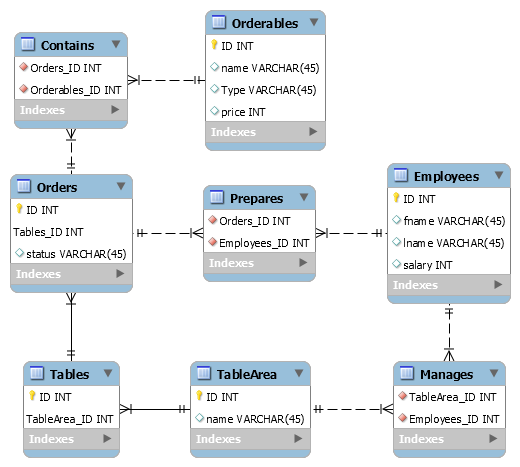 Contains
Orders_ID INT
Orderables_ID INT
Indexes
Orderables
ID INT
name VARCHAR(45)
Type VARCHAR(45)
price INT
Indexes
Orders
ID INT
Tables_ID INT
status VARCHAR(45)
Indexes
Prepares
Orders_ID INT
Employees_ID INT
Indexes
Employees
ID INT
fname VARCHAR(45)
lname VARCHAR(45)
salary INT
Indexes
Tables
ID INT
TableArea_ID INT
Indexes
TableArea
ID INT
name VARCHAR(45)
Indexes
Manages
TableArea_ID INT
Employees_ID INT
Indexes